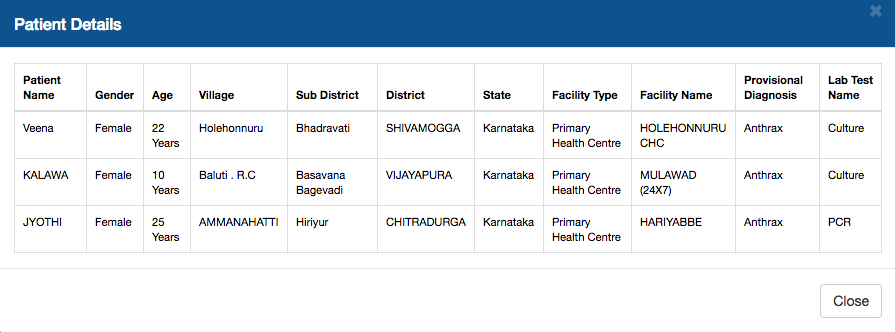 Patient Details
Patient Name Gender Age Village Sub District District State Facility Type Facility Name Provisional Diagnosis Lab Test Name
Veena Female 22 Years Holehonnuru Bhadravati SHIVAMOGGA Karnataka Primary Health Centre HOLEHONNURU CHC Anthrax Culture
KALAWA Female 10 Years Baluti . R.C Basavana Bagevadi VIJAYAPURA Karnataka Primary Health Centre MULAWAD (24X7) Anthrax Culture
JYOTHI Female 25 Years AMMANAHATTI Hiriyur CHITRADURGA Karnataka Primary Health Centre HARIYABBE Anthrax PCR
Close